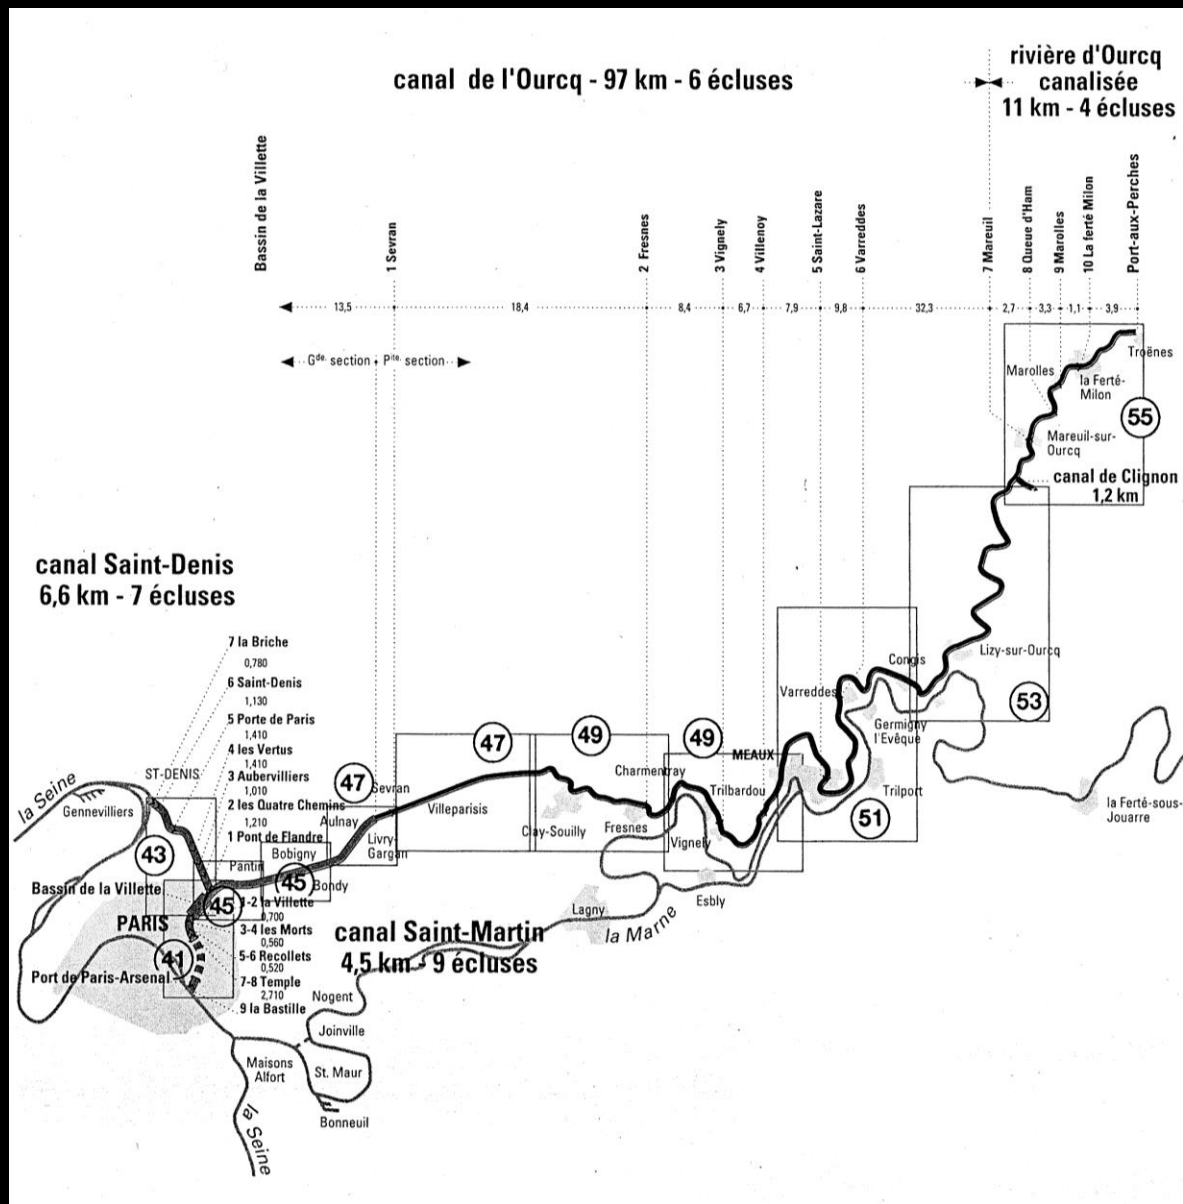 canal de l'Ourcq - 97 km - 6 écluses
rivière d'Ourcq
canalisée
11 km - 4 écluses
Bassin de la Villette
1 Sevran
2 Fresnes
3 Vignely
4 Villenoy
5 Saint-Lazare
6 Varreddes
7 Mareuil
8 Queue d'Ham
9 Marolles
10 La ferté Milon
Port-aux-Perches
13,5
18,4
8,4
6,7
7,9
9,8
32,3
2,7
3,3
1,1
3,9
Gde. section
Pite. section
Troënes
Marolles
la Ferté-
Milon
55
Mareuil-sur-
Ourcq
canal de Clignon
1,2 km
canal Saint-Denis
6,6 km - 7 écluses
7 la Briche
0,780
6 Saint-Denis
1,130
5 Porte de Paris
1,410
4 les Vertus
1,410
3 Aubervilliers
1,010
2 les Quatre Chemins
1,210
1 Pont de Flandre
Lizy-sur-Ourcq
Congis
Varreddes
53
Germigny
l'Evêque
47
49
49
MEAUX
Charmentray
Trilbardou
Trilport
la Ferté-sous-
Jouarre
51
la Seine
ST-DENIS
Gennevilliers
47
Sevran
Aulnay
Villeparisis
Livry-
Gargan
Clay-Souilly
Fresnes
Vignely
43
Pantin
Bobigny
45
Bondy
Esbly
Bassin de la Villette
45
1-2 la Villette
0,700
PARIS
3-4 les Morts
0,560
41
5-6 Recollets
0,520
Port de Paris-Arsenal
7-8 Temple
2,710
9 la Bastille
canal Saint-Martin
4,5 km - 9 écluses
Lagny
la Marne
Nogent
Joinville
Maisons
Alfort
St. Maur
Bonneuil
la Seine